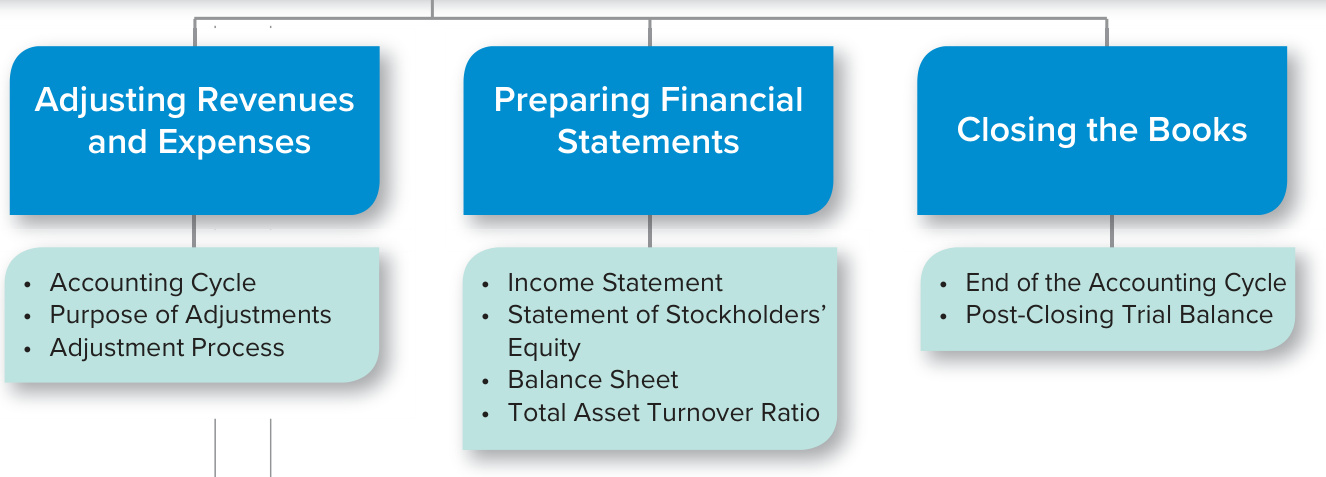 Adjusting Revenues
and Expenses
• Accounting Cycle
• Purpose of Adjustments
• Adjustment Process
Preparing Financial
Statements
• Income Statement
• Statement of Stockholders’
Equity
• Balance Sheet
• Total Asset Turnover Ratio
Closing the Books
• End of the Accounting Cycle
• Post-Closing Trial Balance